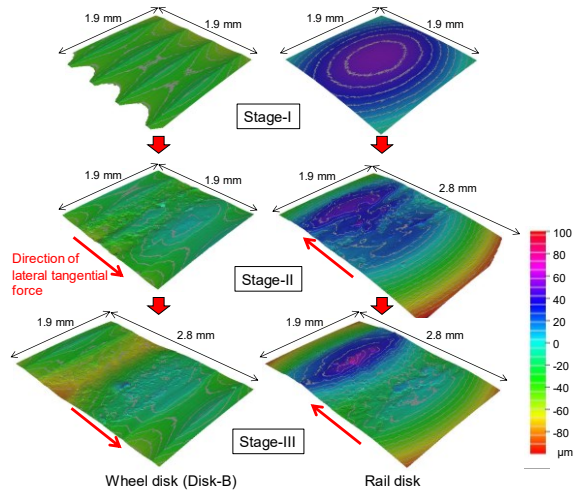 1.9 mm 1.9 mm 1.9 mm 1.9 mm
Stage-I
1.9 mm 1.9 mm 1.9 mm 2.8 mm
Direction of
lateral tangential
force
Stage-II
100
80
60
40
20
0
-20
-40
-60
-80
μm
1.9 mm 2.8 mm 1.9 mm 2.8 mm
Stage-III
Wheel disk (Disk-B) Rail disk